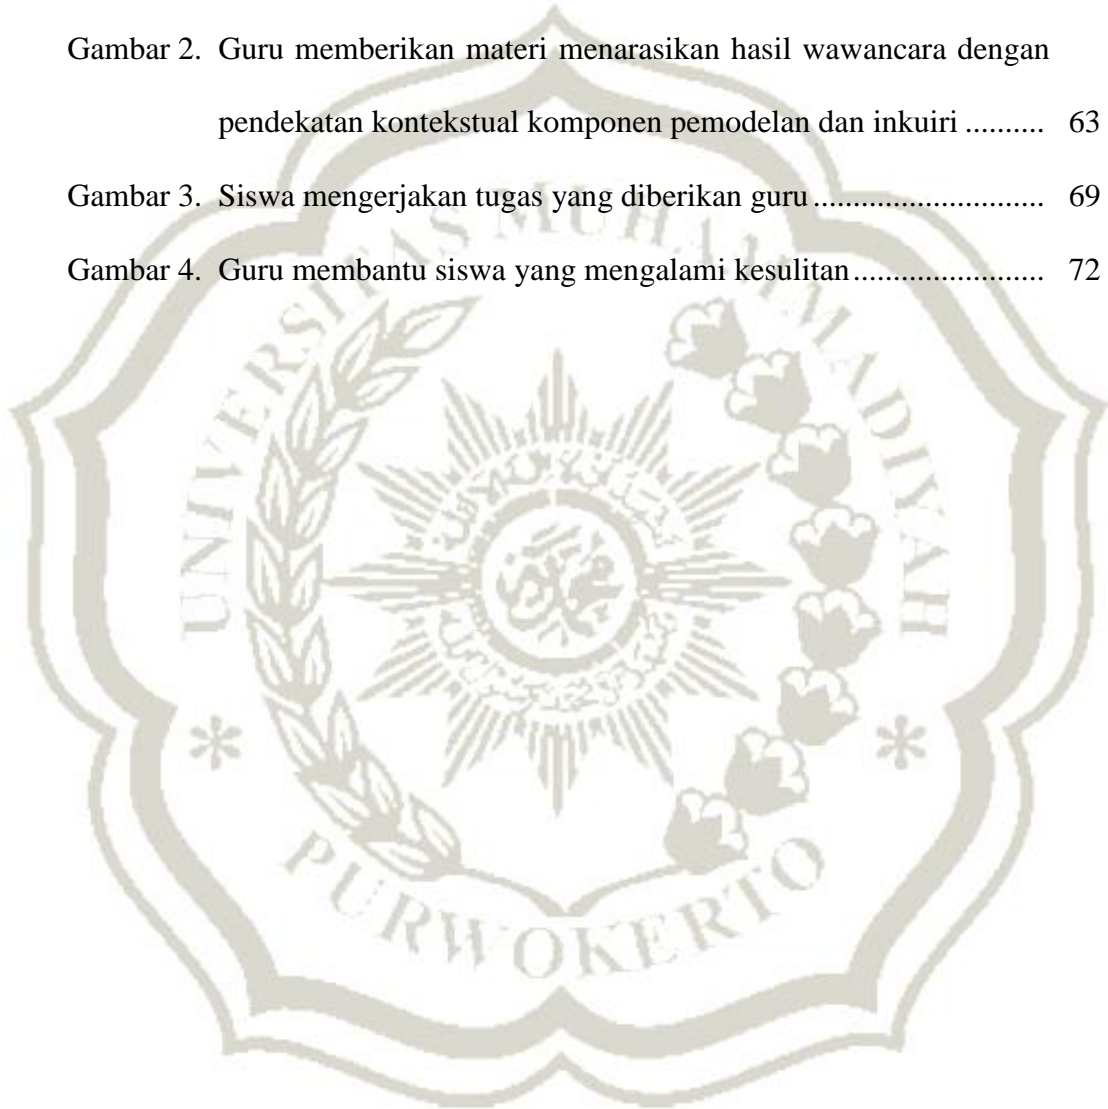 Gambar 2. Guru memberikan materi menarasikan hasil wawancara dengan
pendekatan kontekstual komponen pemodelan dan inkuiri .......... 63
Gambar 3. Siswa mengerjakan tugas yang diberikan guru ........................... 69
Gambar 4. Guru membantu siswa yang mengalami kesulitan ...................... 72
UNIVERSITAS MUHAMMADIYAH
PURWOKERTO